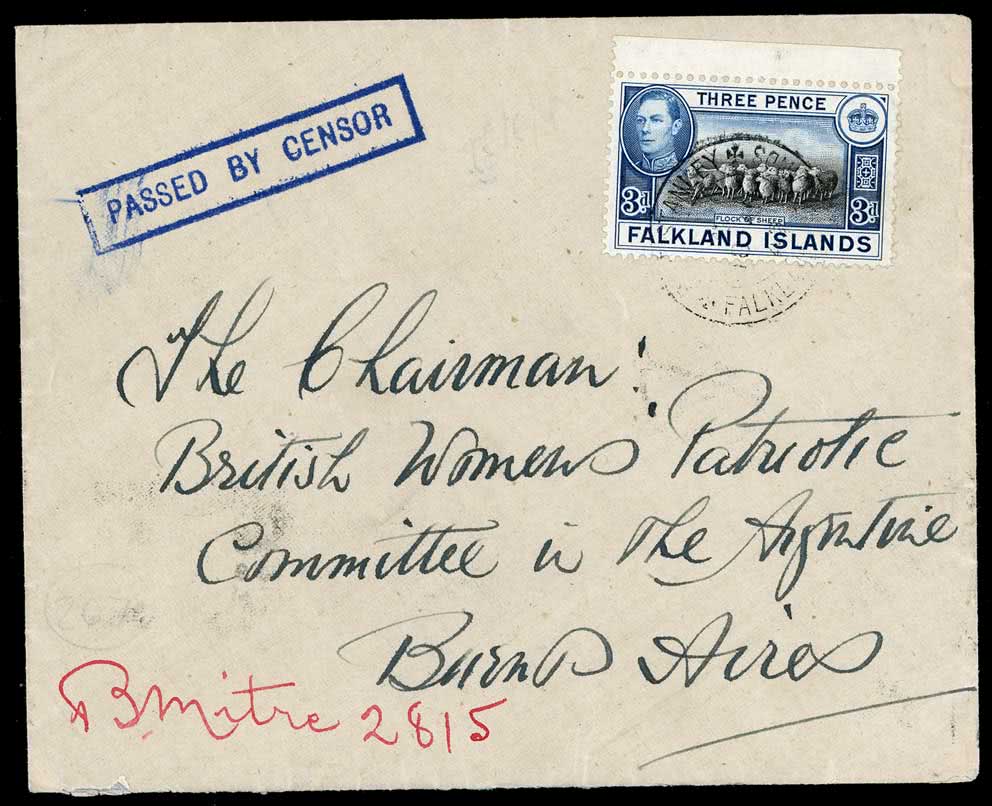 PASSED BY CENSOR
THREE PENCE
3d 3d
FLOCK OF SHEEP
FALKLAND ISLANDS
FALKL
The Chairman
British Womens Patriotic
Committee in the Argentine
Buenos Aires
B. Mitre 2815